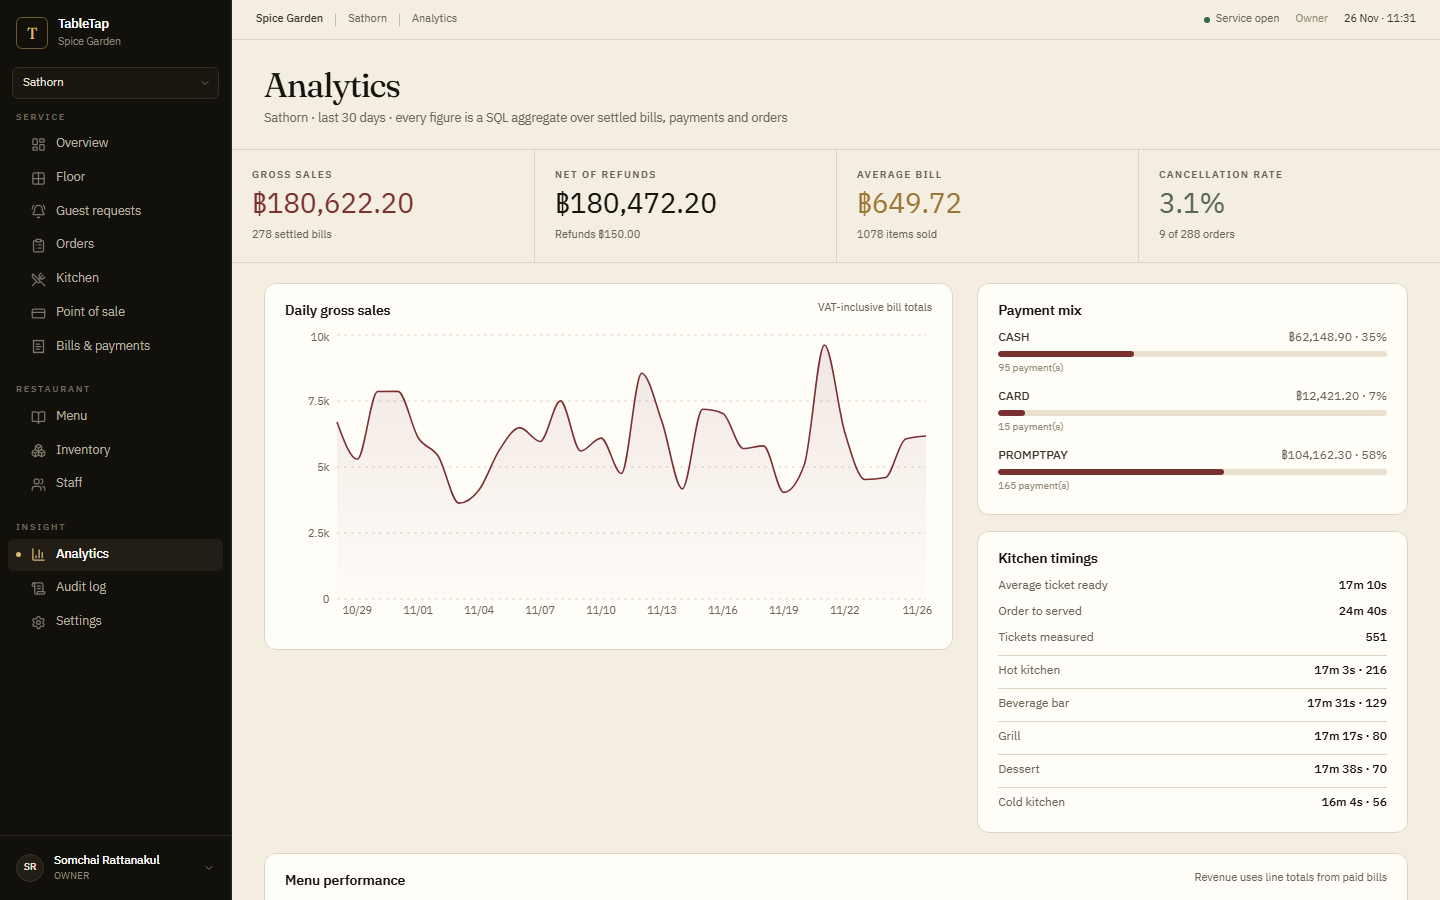 T
TableTap
Spice Garden
Sathorn
SERVICE
Overview
Floor
Guest requests
Orders
Kitchen
Point of sale
Bills & payments
RESTAURANT
Menu
Inventory
Staff
INSIGHT
Analytics
Audit log
Settings
SR
Somchai Rattanakul
OWNER
Spice Garden
Sathorn
Analytics
Service open
Owner
26 Nov · 11:31
Analytics
Sathorn · last 30 days · every figure is a SQL aggregate over settled bills, payments and orders
GROSS SALES
฿180,622.20
278 settled bills
NET OF REFUNDS
฿180,472.20
Refunds ฿150.00
AVERAGE BILL
฿649.72
1078 items sold
CANCELLATION RATE
3.1%
9 of 288 orders
Daily gross sales
VAT-inclusive bill totals
10k
7.5k
5k
2.5k
0
10/29 11/01 11/04 11/07 11/10 11/13 11/16 11/19 11/22 11/26
Payment mix
CASH ฿62,148.90 · 35%
95 payment(s)
CARD ฿12,421.20 · 7%
15 payment(s)
PROMPTPAY ฿104,162.30 · 58%
165 payment(s)
Kitchen timings
Average ticket ready 17m 10s
Order to served 24m 40s
Tickets measured 551
Hot kitchen 17m 3s · 216
Beverage bar 17m 31s · 129
Grill 17m 17s · 80
Dessert 17m 38s · 70
Cold kitchen 16m 4s · 56
Menu performance
Revenue uses line totals from paid bills